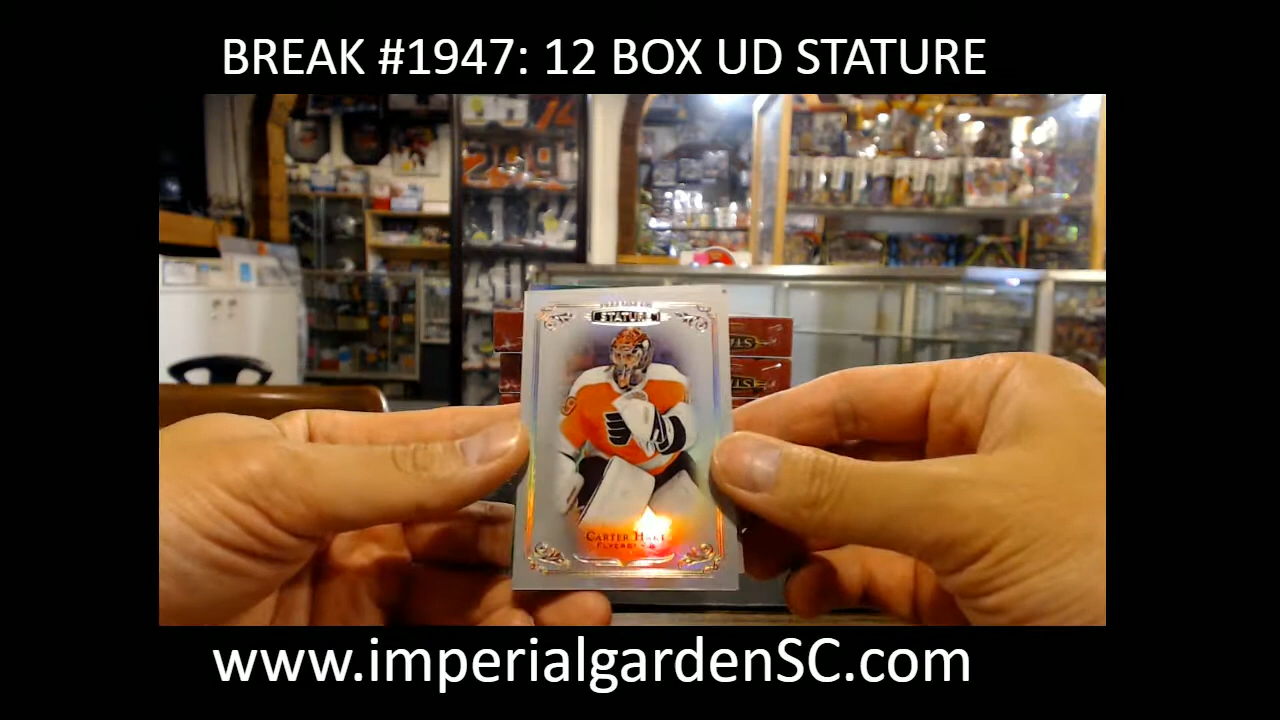 BREAK #1947: 12 BOX UD STATURE
STATURE
CARTER HART
FLYERS
www.imperialgardenSC.com